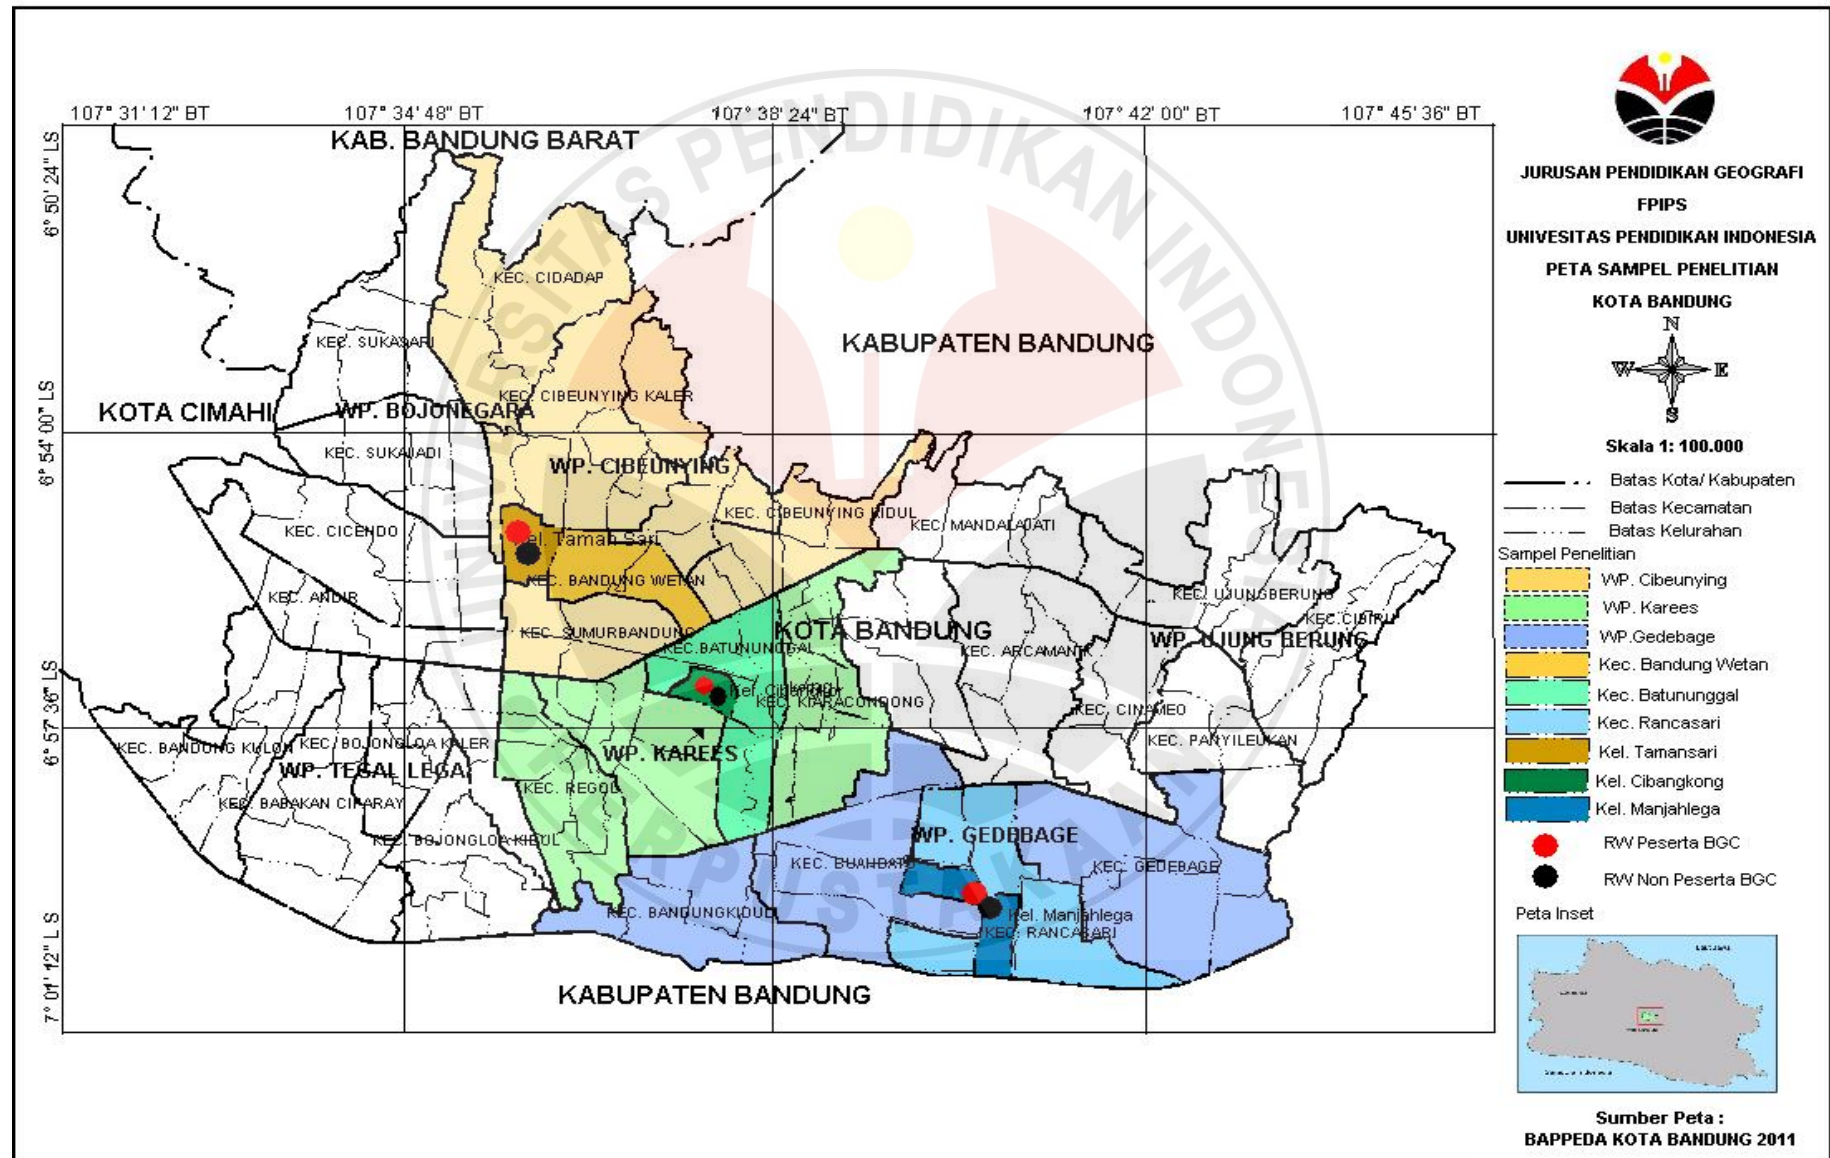 107° 31' 12" BT
107° 34' 48" BT
107° 38' 24" BT
107° 42' 00" BT
107° 45' 36" BT
6° 50' 24" LS
6° 54' 00" LS
6° 57' 36" LS
7° 01' 12" LS
UNIVERSITAS PENDIDIKAN INDONESIA
PERPUSTAKAAN
KAB. BANDUNG BARAT
KEC. CIDADAP
KEC. SUKASARI
KABUPATEN BANDUNG
KEC. CIBEUNYING KALER
KOTA CIMAHI
WP. BOJONEGARA
KEC. SUKAJADI
WP. CIBEUNYING
KEC. CIBEUNYING KIDUL
KEC. MANDALAJATI
KEC. CICENDO
Kel. Taman Sari
KEC. BANDUNG WETAN
KEC. ANDIR
KEC. UJUNGBERUNG
KEC. CIBIRU
KEC. SUMURBANDUNG
KOTA BANDUNG
WP. UJUNG BERUNG
KEC. BATUNUNGGAL
KEC. ARCAMANIK
Kel. Cibangkong
KEC. KIARACONDONG
KEC. CINAMEO
KEC. PANYILEUKAN
KEC. BANDUNG KULON
KEC. BOJONGLOA KALER
WP. KAREES
WP. TEGAL LEGA
KEC. REGOL
KEC. BABAKAN CIPARAY
KEC. BOJONGLOA KIDUL
WP. GEDEBAGE
KEC. BUAHBATU
KEC. GEDEBAGE
KEC. BANDUNGKIDUL
Kel. Manjahlega
KEC. RANCASARI
KABUPATEN BANDUNG
JURUSAN PENDIDIKAN GEOGRAFI
FPIPS
UNIVESITAS PENDIDIKAN INDONESIA
PETA SAMPEL PENELITIAN
KOTA BANDUNG
N
W E
S
Skala 1: 100.000
Batas Kota/ Kabupaten
Batas Kecamatan
Batas Kelurahan
Sampel Penelitian
WP. Cibeunying
WP. Karees
WP.Gedebage
Kec. Bandung Wetan
Kec. Batununggal
Kec. Rancasari
Kel. Tamansari
Kel. Cibangkong
Kel. Manjahlega
RW Peserta BGC
RW Non Peserta BGC
Peta Inset
Sumber Peta :
BAPPEDA KOTA BANDUNG 2011